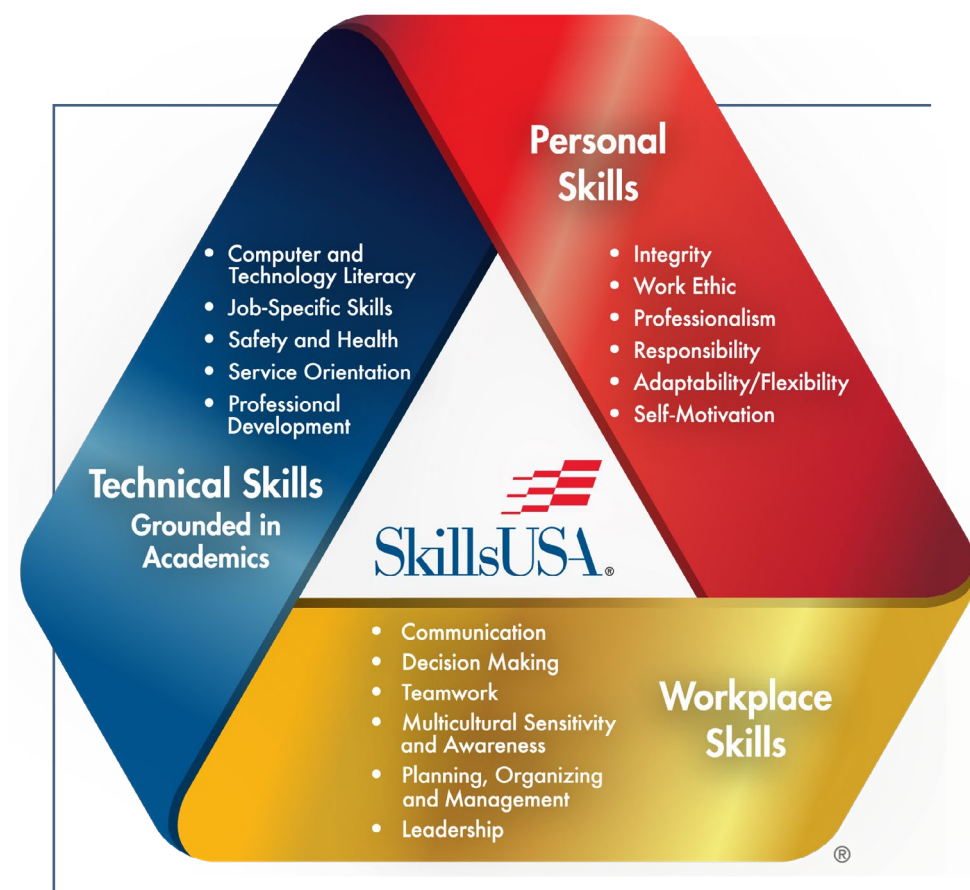 Personal
Skills
• Integrity
• Work Ethic
• Professionalism
• Responsibility
• Adaptability/Flexibility
• Self-Motivation
• Computer and
Technology Literacy
• Job-Specific Skills
• Safety and Health
• Service Orientation
• Professional
Development
Technical Skills
Grounded in
Academics
SkillsUSA®
• Communication
• Decision Making
• Teamwork
• Multicultural Sensitivity
and Awareness
• Planning, Organizing
and Management
• Leadership
Workplace
Skills
®